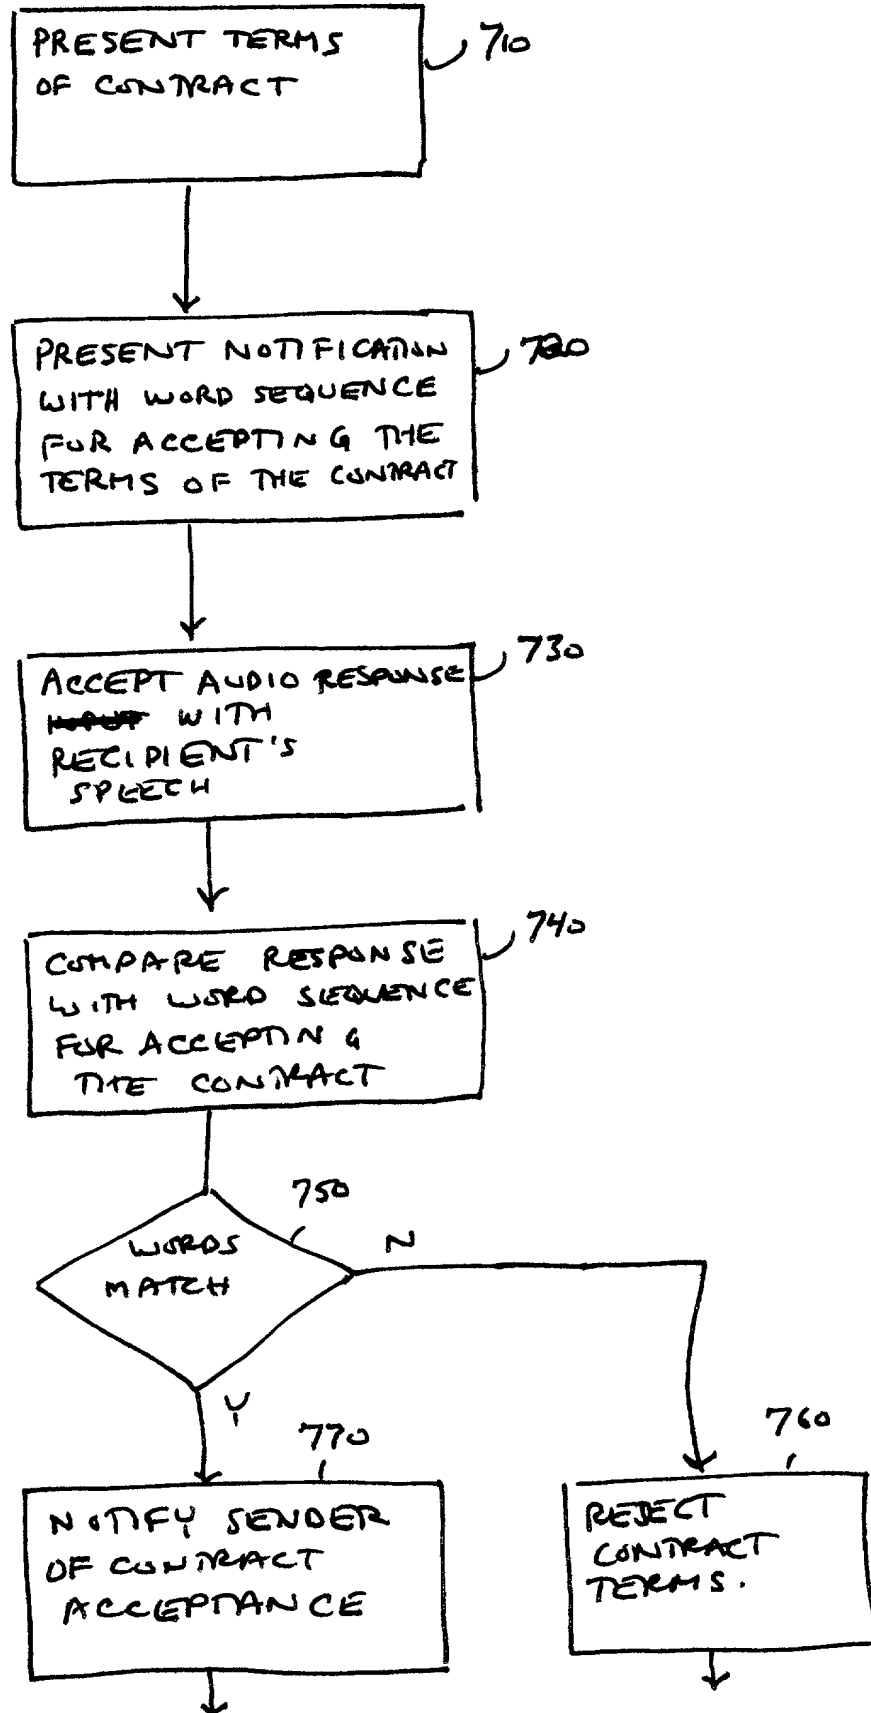 PRESENT TERMS
OF CONTRACT
710
PRESENT NOTIFICATION
WITH WORD SEQUENCE
FOR ACCEPTING THE
TERMS OF THE CONTRACT
720
ACCEPT AUDIO RESPONSE
WITH
RECIPIENT'S
SPEECH
730
COMPARE RESPONSE
WITH WORD SEQUENCE
FOR ACCEPTING
THE CONTRACT
740
WORDS
MATCH
750
N
Y
770
NOTIFY SENDER
OF CONTRACT
ACCEPTANCE
760
REJECT
CONTRACT
TERMS.